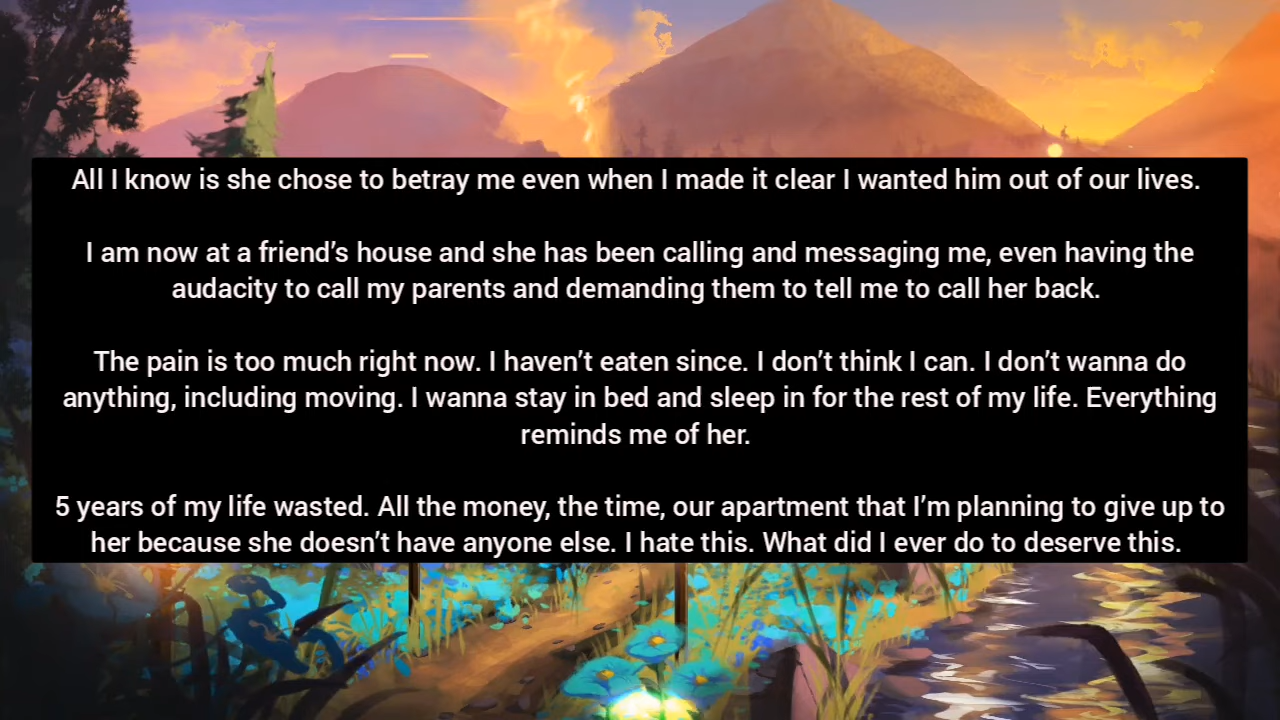 All I know is she chose to betray me even when I made it clear I wanted him out of our lives.
I am now at a friend's house and she has been calling and messaging me, even having the
audacity to call my parents and demanding them to tell me to call her back.
The pain is too much right now. I haven't eaten since. I don't think I can. I don't wanna do
anything, including moving. I wanna stay in bed and sleep in for the rest of my life. Everything
reminds me of her.
5 years of my life wasted. All the money, the time, our apartment that I'm planning to give up to
her because she doesn't have anyone else. I hate this. What did I ever do to deserve this.